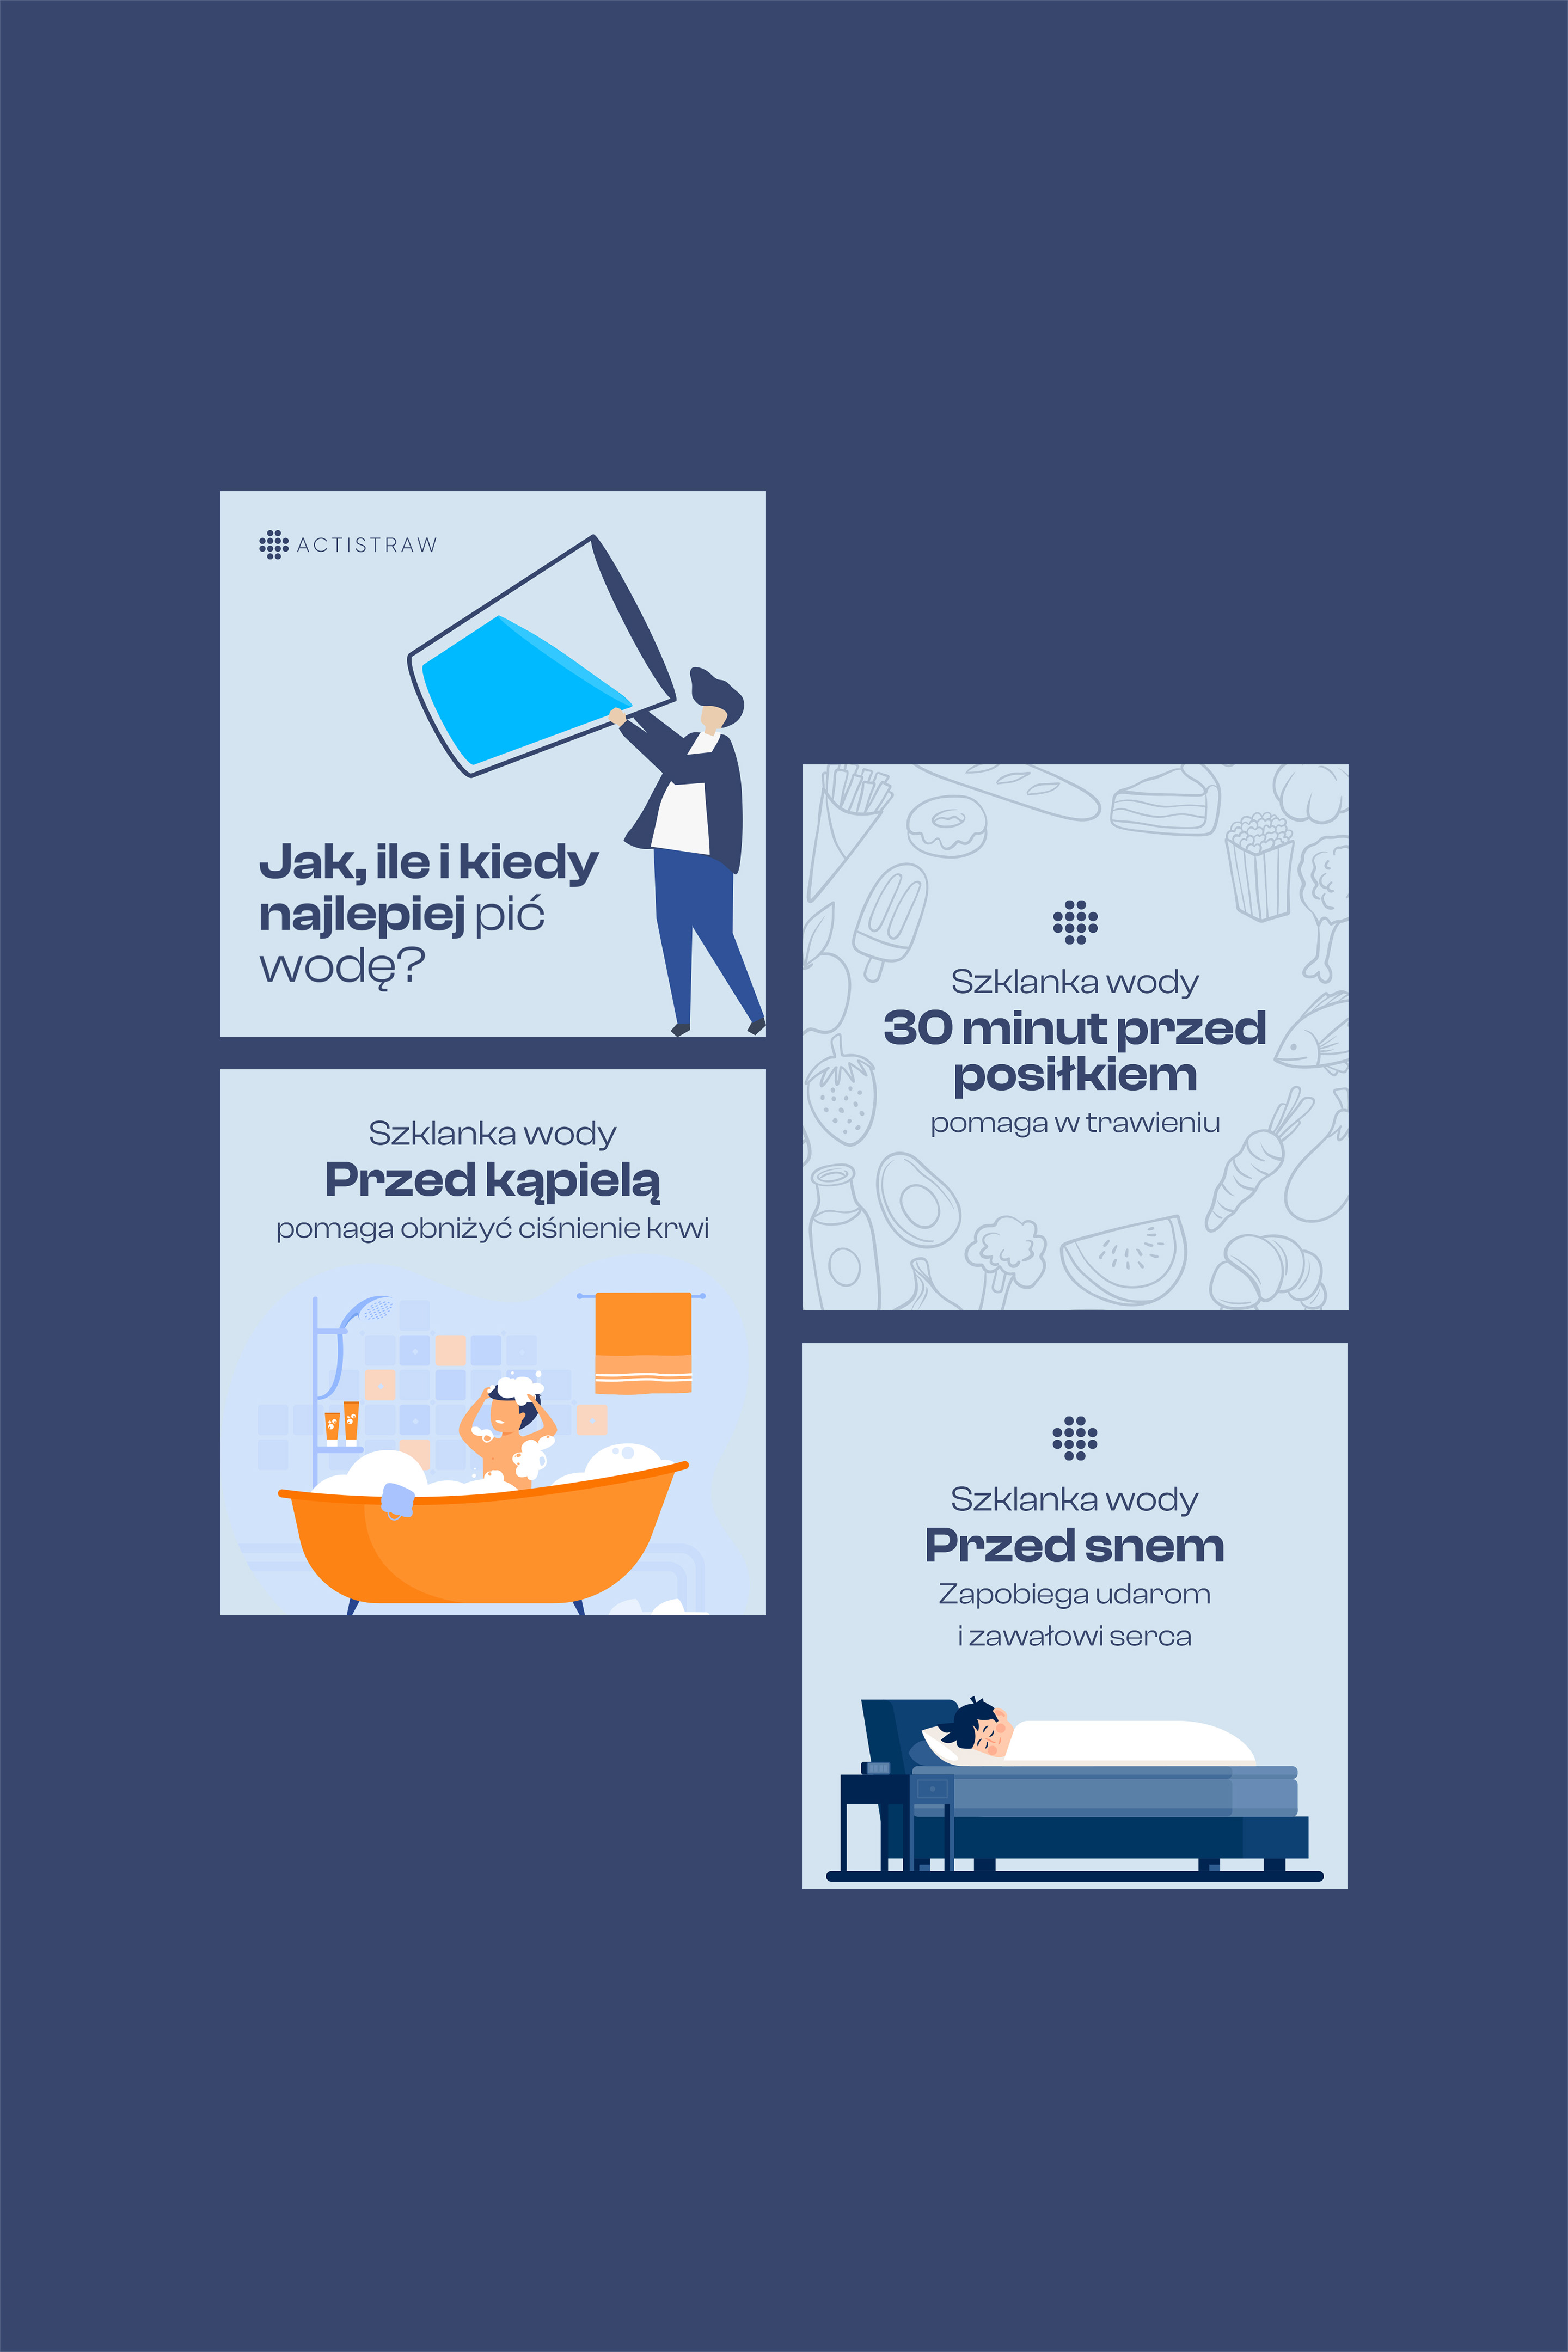 ACTISTRAW
Jak, ile i kiedy
najlepiej pić
wodę?
Szklanka wody
30 minut przed
posiłkiem
pomaga w trawieniu
Szklanka wody
Przed kąpielą
pomaga obniżyć ciśnienie krwi
Szklanka wody
Przed snem
Zapobiega udarom
i zawałowi serca